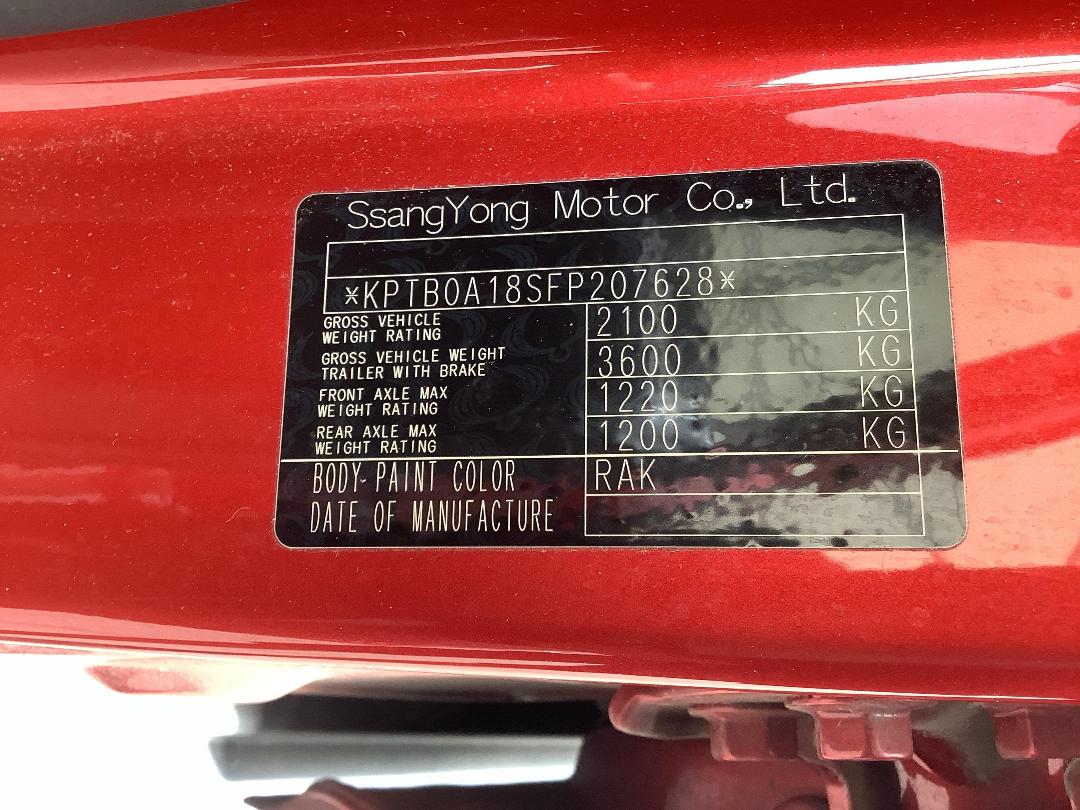 SsangYong Motor Co., Ltd.
*KPTB0A18SFP207628*
GROSS VEHICLE
WEIGHT RATING 2100 KG
GROSS VEHICLE WEIGHT
TRAILER WITH BRAKE 3600 KG
FRONT AXLE MAX
WEIGHT RATING 1220 KG
REAR AXLE MAX
WEIGHT RATING 1200 KG
BODY PAINT COLOR RAK
DATE OF MANUFACTURE